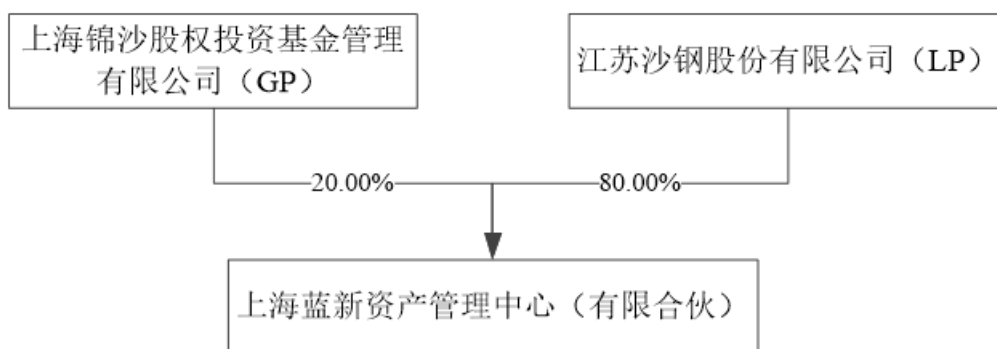 上海锦沙股权投资基金管理
有限公司（GP）
江苏沙钢股份有限公司（LP）
20.00%
80.00%
上海蓝新资产管理中心（有限合伙）